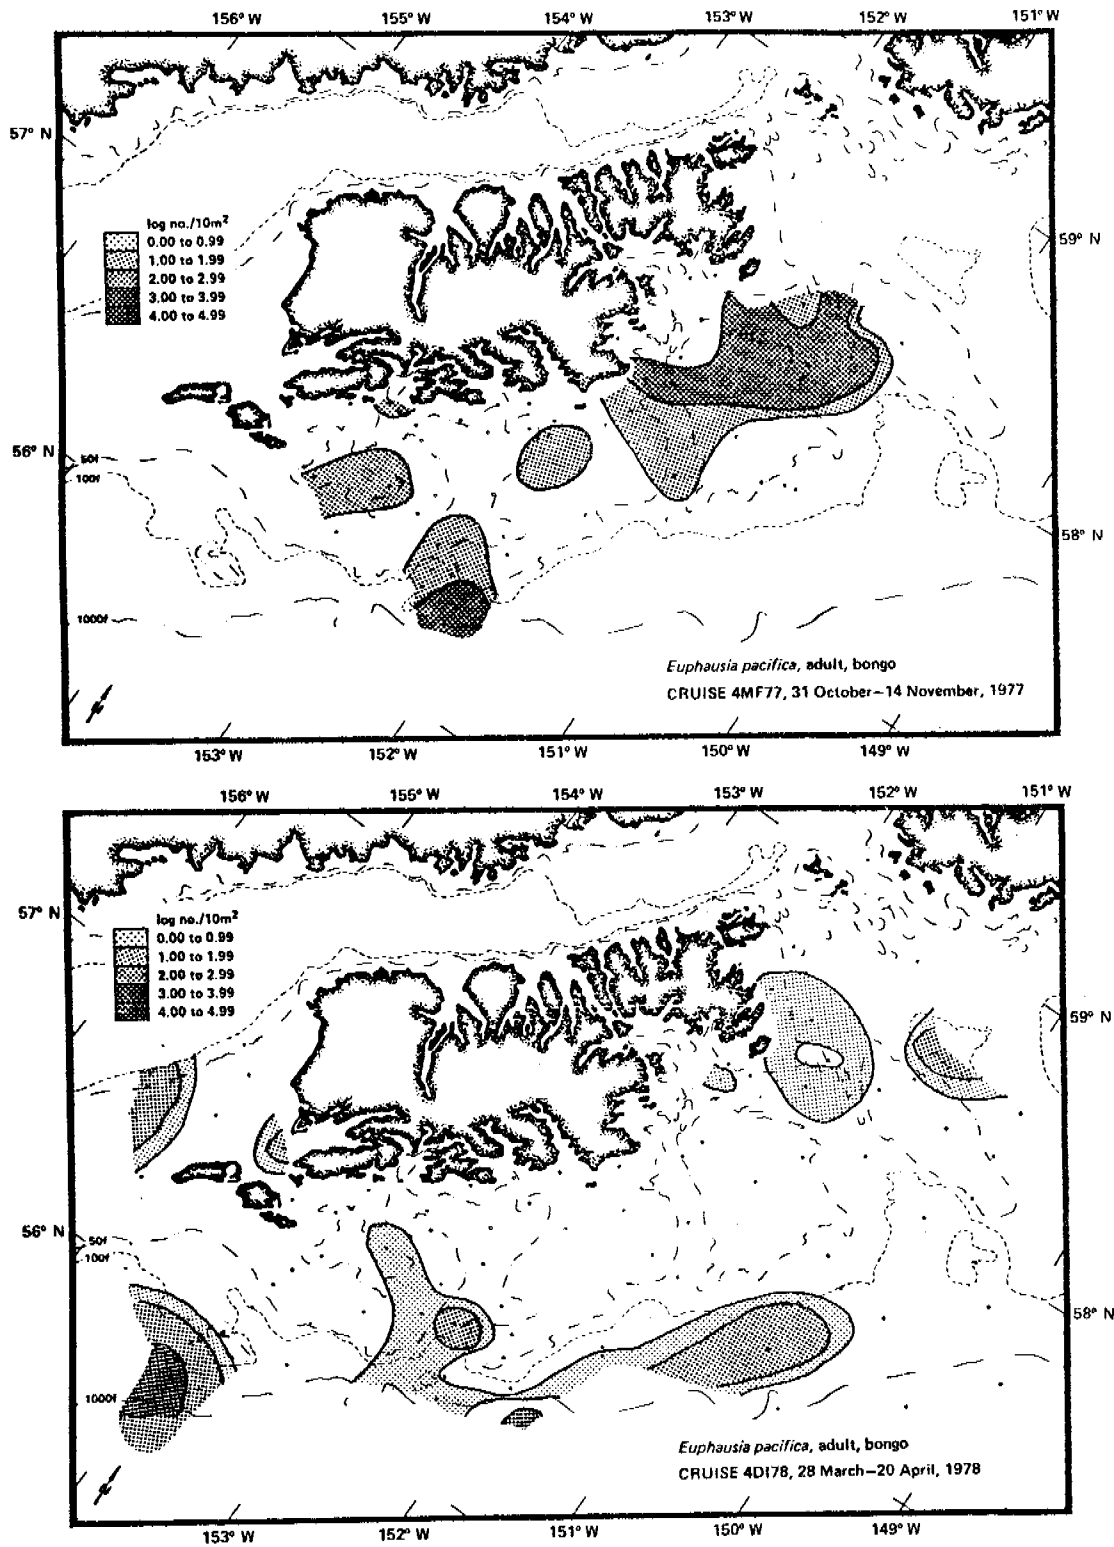 156° W 155° W 154° W 153° W 152° W 151° W
57° N
log no./10m²
0.00 to 0.99
1.00 to 1.99
2.00 to 2.99
3.00 to 3.99
4.00 to 4.99
59° N
56° N
50f
100f
58° N
1000f
Euphausia pacifica, adult, bongo
CRUISE 4MF77, 31 October–14 November, 1977
N
153° W 152° W 151° W 150° W 149° W
156° W 155° W 154° W 153° W 152° W 151° W
57° N
log no./10m²
0.00 to 0.99
1.00 to 1.99
2.00 to 2.99
3.00 to 3.99
4.00 to 4.99
59° N
56° N
50f
100f
58° N
1000f
Euphausia pacifica, adult, bongo
CRUISE 4DI78, 28 March–20 April, 1978
N
153° W 152° W 151° W 150° W 149° W